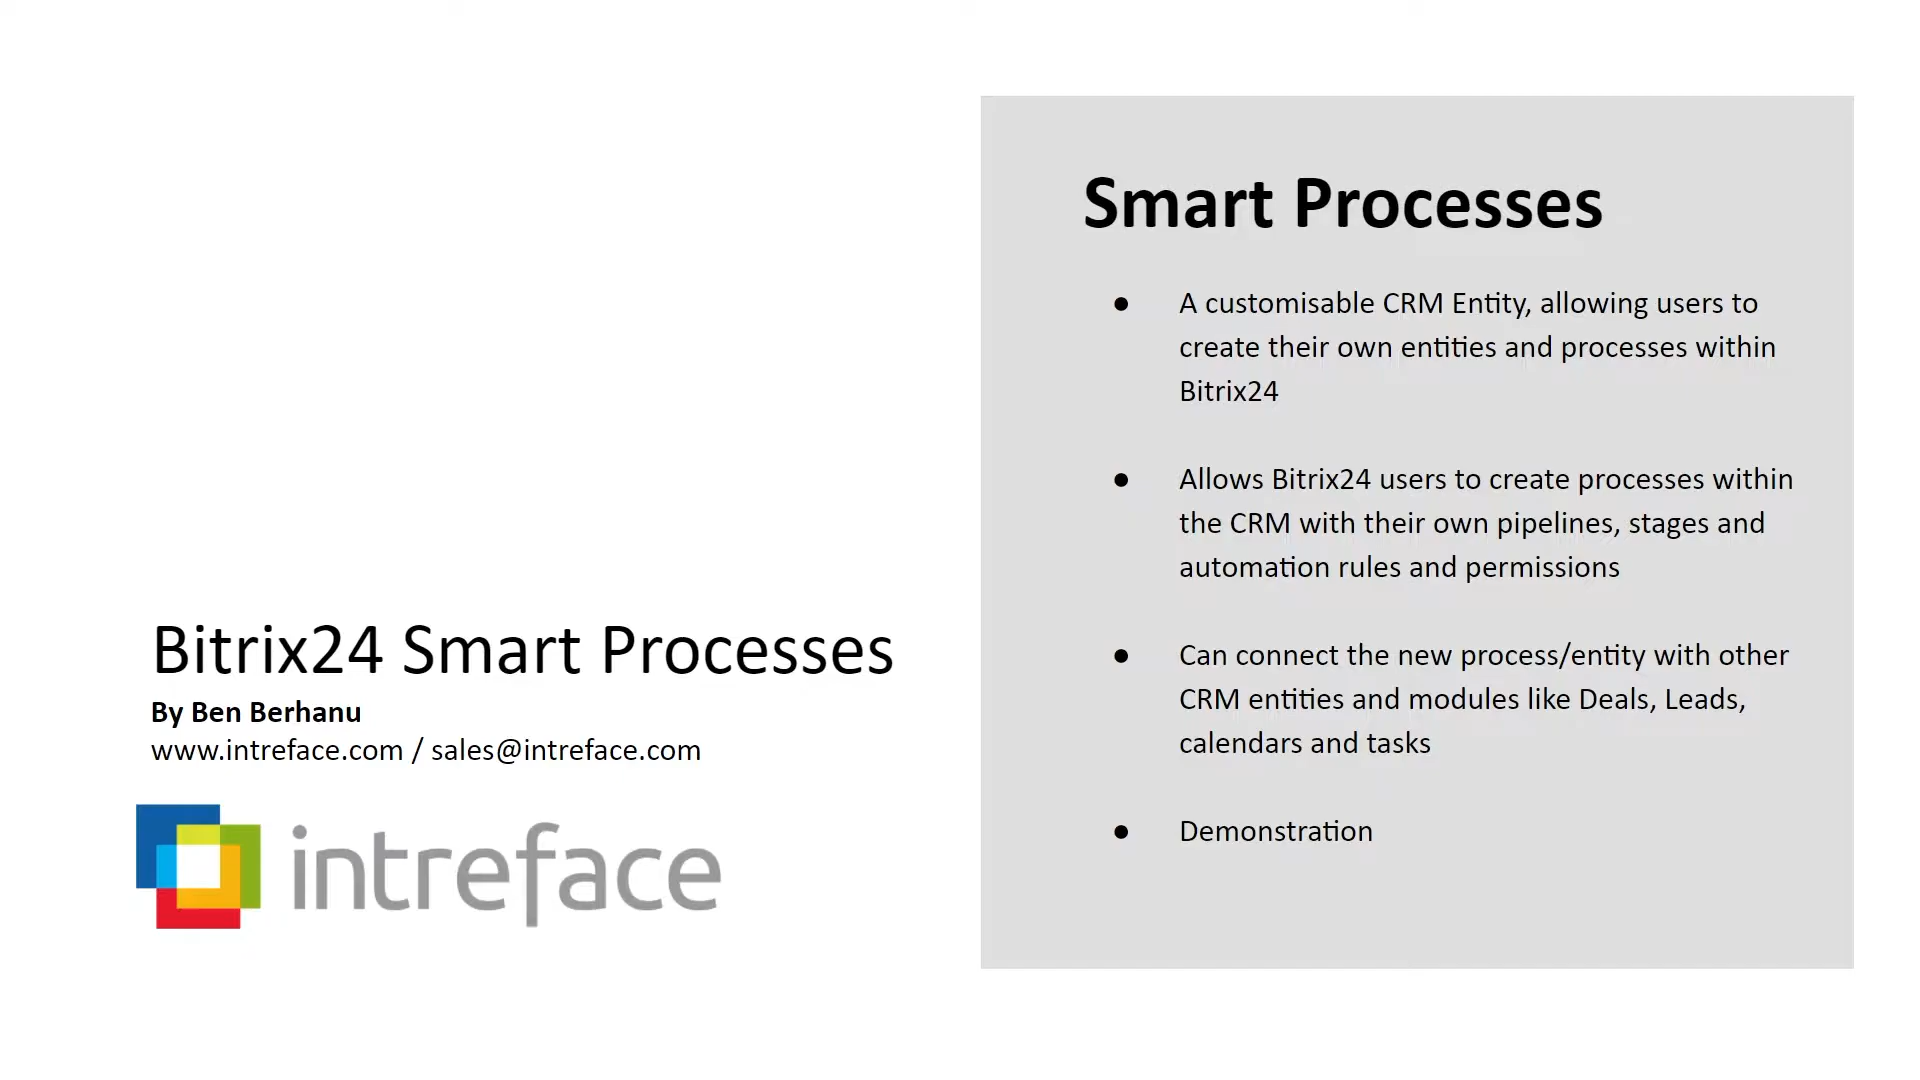 Bitrix24 Smart Processes
By Ben Berhanu
www.intreface.com / sales@intreface.com
intreface
Smart Processes
● A customisable CRM Entity, allowing users to
create their own entities and processes within
Bitrix24
● Allows Bitrix24 users to create processes within
the CRM with their own pipelines, stages and
automation rules and permissions
● Can connect the new process/entity with other
CRM entities and modules like Deals, Leads,
calendars and tasks
● Demonstration